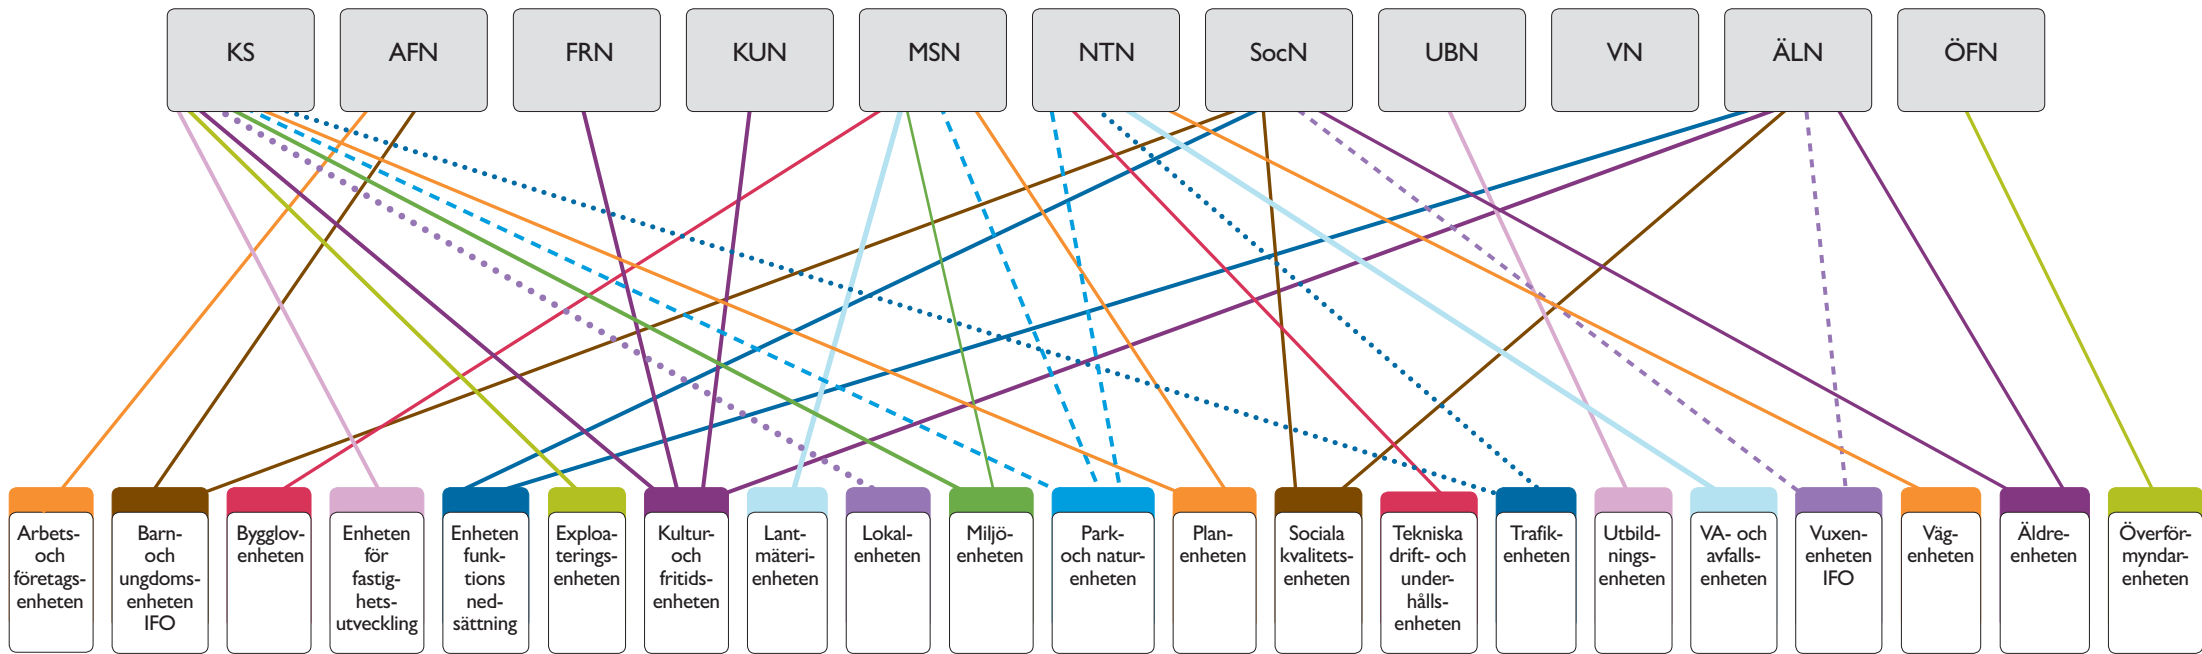 KS
AFN
FRN
KUN
MSN
NTN
SocN
UBN
VN
ÄLN
ÖFN
Arbets-
och
företags-
enheten
Barn-
och
ungdoms-
enheten
IFO
Bygglov-
enheten
Enheten
för
fastig-
hets-
utveckling
Enheten
funk-
tions
ned-
sättning
Exploa-
terings-
enheten
Kultur-
och
fritids-
enheten
Lant-
mäteri-
enheten
Lokal-
enheten
Miljö-
enheten
Park-
och natur-
enheten
Plan-
enheten
Sociala
kvalitets-
enheten
Tekniska
drift- och
under-
hålls-
enheten
Trafik-
enheten
Utbild-
nings-
enheten
VA- och
avfalls-
enheten
Vuxen-
enheten
IFO
Väg-
enheten
Äldre-
enheten
Överför-
myndar-
enheten